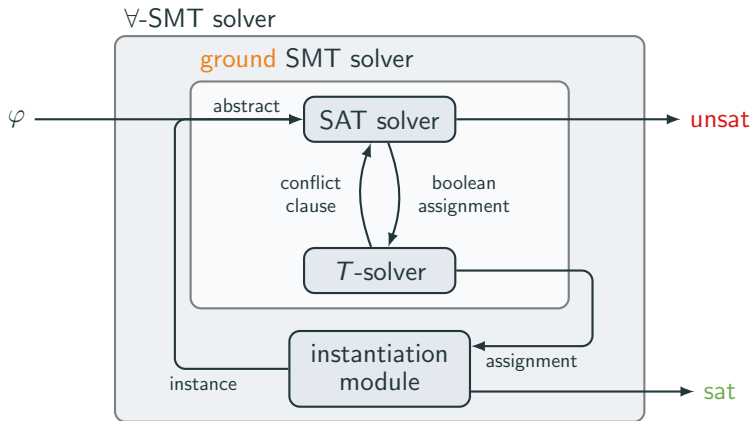 ∀-SMT solver
ground SMT solver
φ
abstract
SAT solver
unsat
conflict
clause
boolean
assignment
T-solver
instantiation
module
assignment
instance
sat